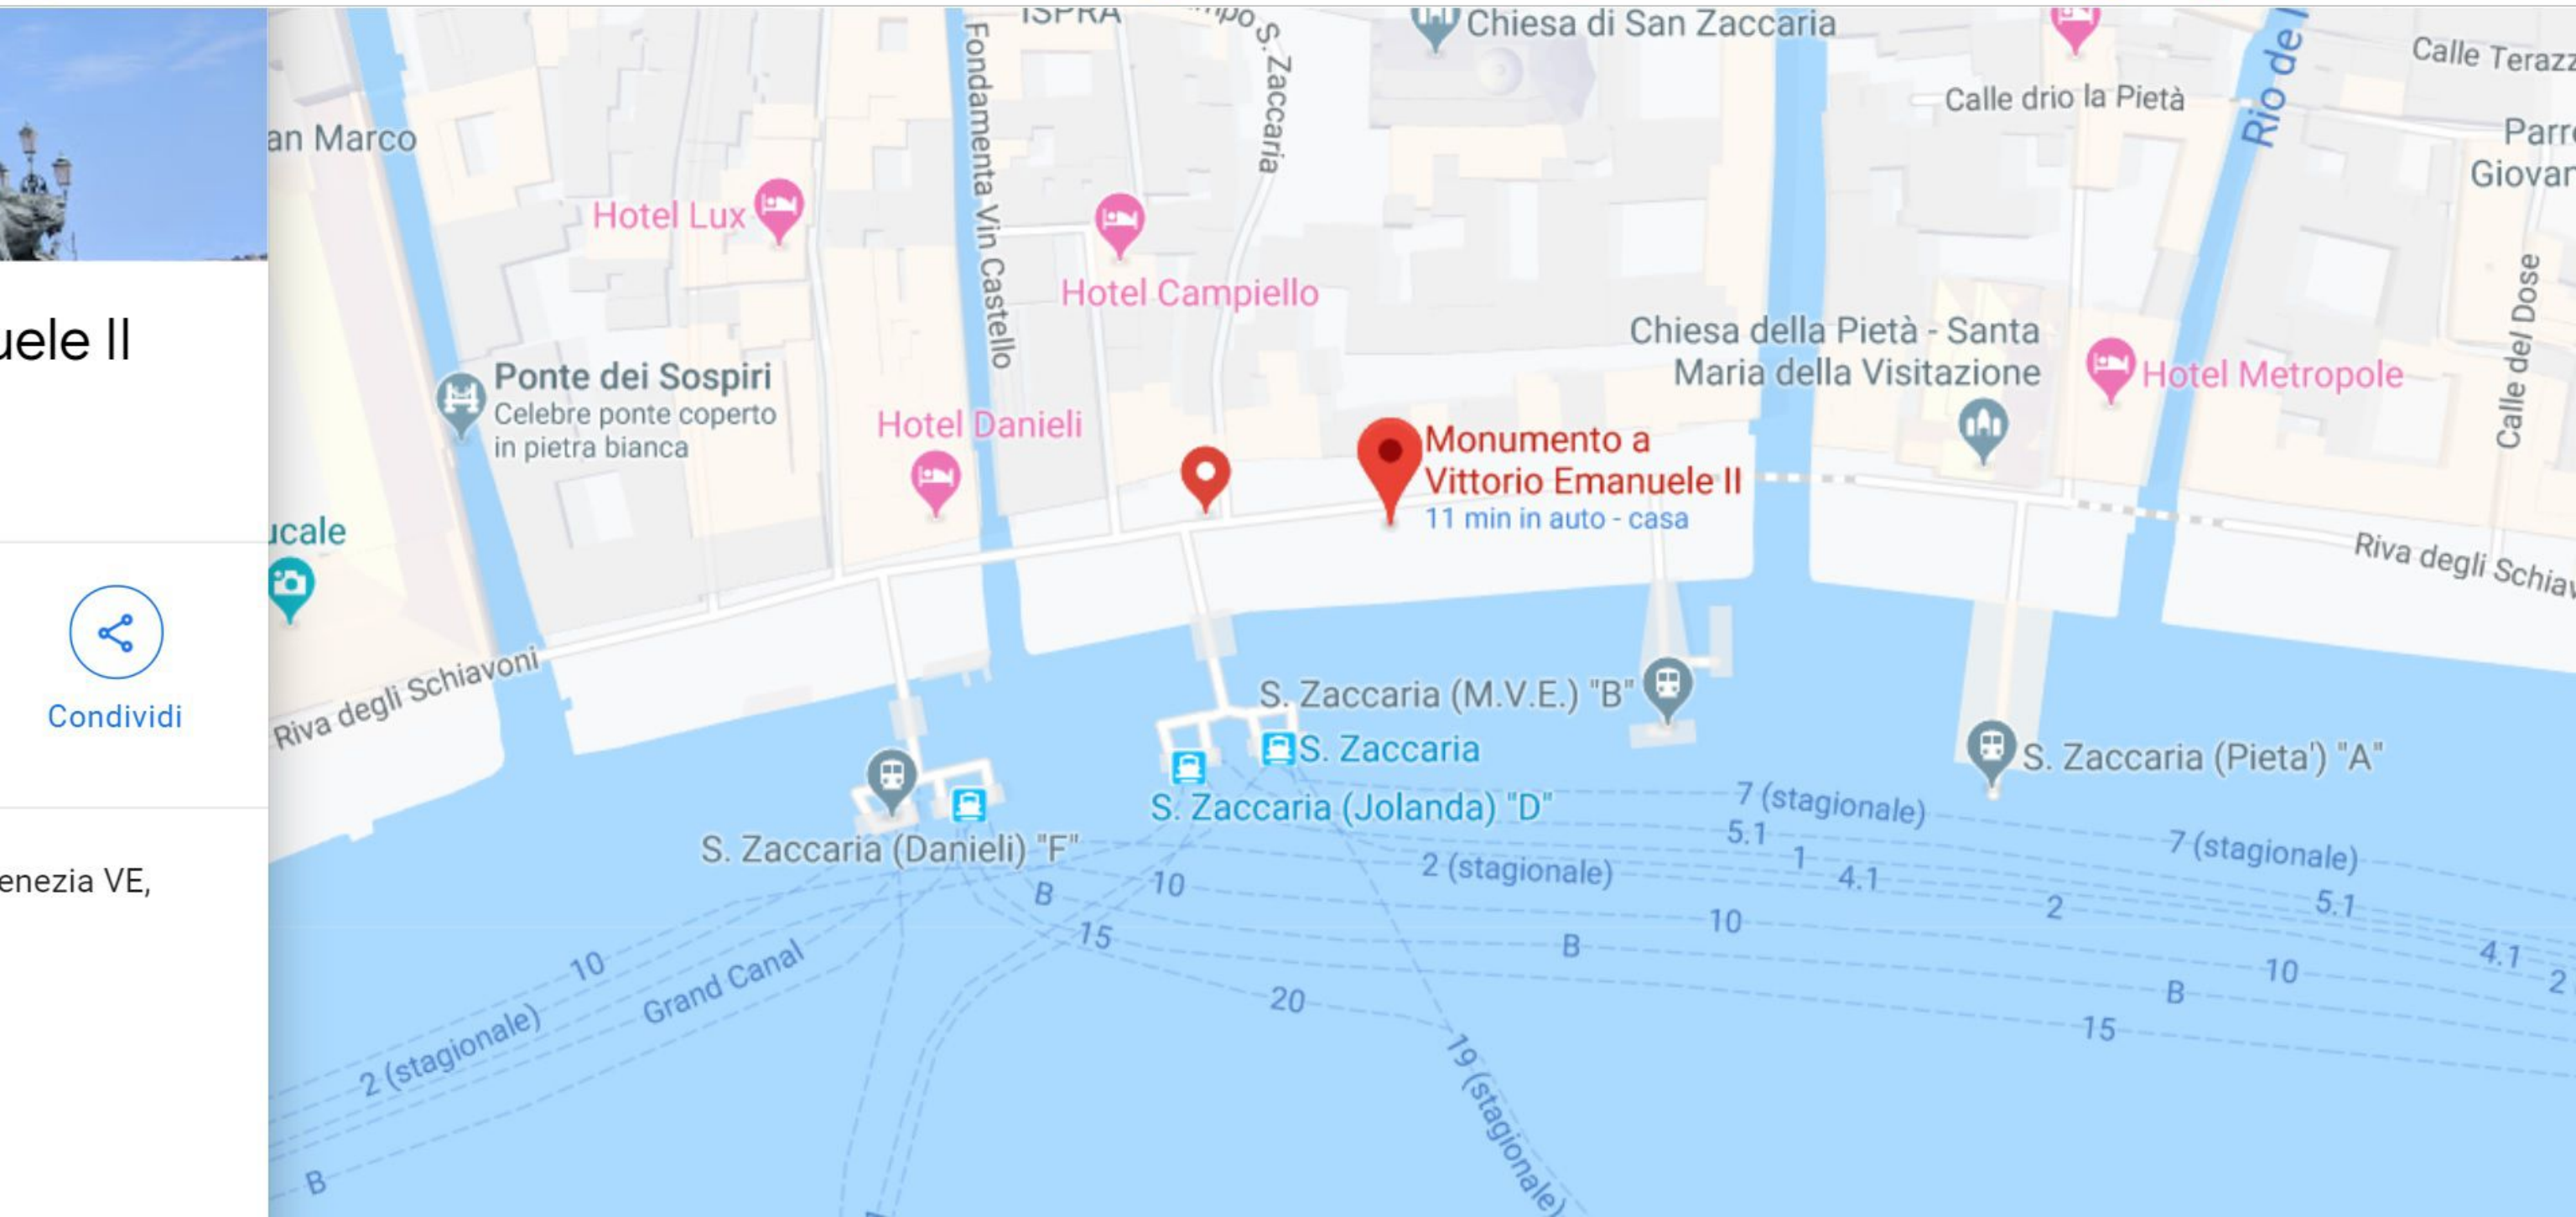 uele II
Condividi
enezia VE,
ISPRA
S. Zaccaria
Chiesa di San Zaccaria
Calle drio la Pietà
Rio de
Calle Terazz
Parr
Giovan
an Marco
Fondamenta Vin Castello
Hotel Lux
Hotel Campiello
Ponte dei Sospiri
Celebre ponte coperto
in pietra bianca
Hotel Danieli
Monumento a
Vittorio Emanuele II
11 min in auto - casa
Chiesa della Pietà - Santa
Maria della Visitazione
Hotel Metropole
Calle del Dose
ucale
Riva degli Schiavoni
Riva degli Schiav
S. Zaccaria (M.V.E.) "B"
S. Zaccaria
S. Zaccaria (Jolanda) "D"
S. Zaccaria (Pieta') "A"
S. Zaccaria (Danieli) "F"
7 (stagionale)
5.1
1
4.1
2 (stagionale)
7 (stagionale)
5.1
2
4.1
2
B
10
10
B
10
B
15
15
20
19 (stagionale)
10
Grand Canal
2 (stagionale)
B